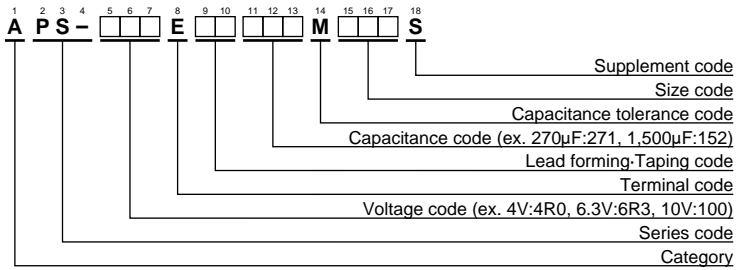 1 2 3 4 5 6 7 8 9 10 11 12 13 14 15 16 17 18
A PS– □□□ E □□ □□□ M □□□ S
Supplement code
Size code
Capacitance tolerance code
Capacitance code (ex. 270µF:271, 1,500µF:152)
Lead forming·Taping code
Terminal code
Voltage code (ex. 4V:4R0, 6.3V:6R3, 10V:100)
Series code
Category